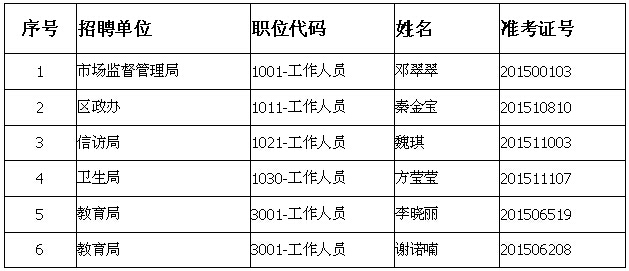 序号 招聘单位 职位代码 姓名 准考证号
1 市场监督管理局 1001-工作人员 邓翠翠 201500103
2 区政办 1011-工作人员 秦金宝 201510810
3 信访局 1021-工作人员 魏琪 201511003
4 卫生局 1030-工作人员 方莹莹 201511107
5 教育局 3001-工作人员 李晓丽 201506519
6 教育局 3001-工作人员 谢诺喃 201506208